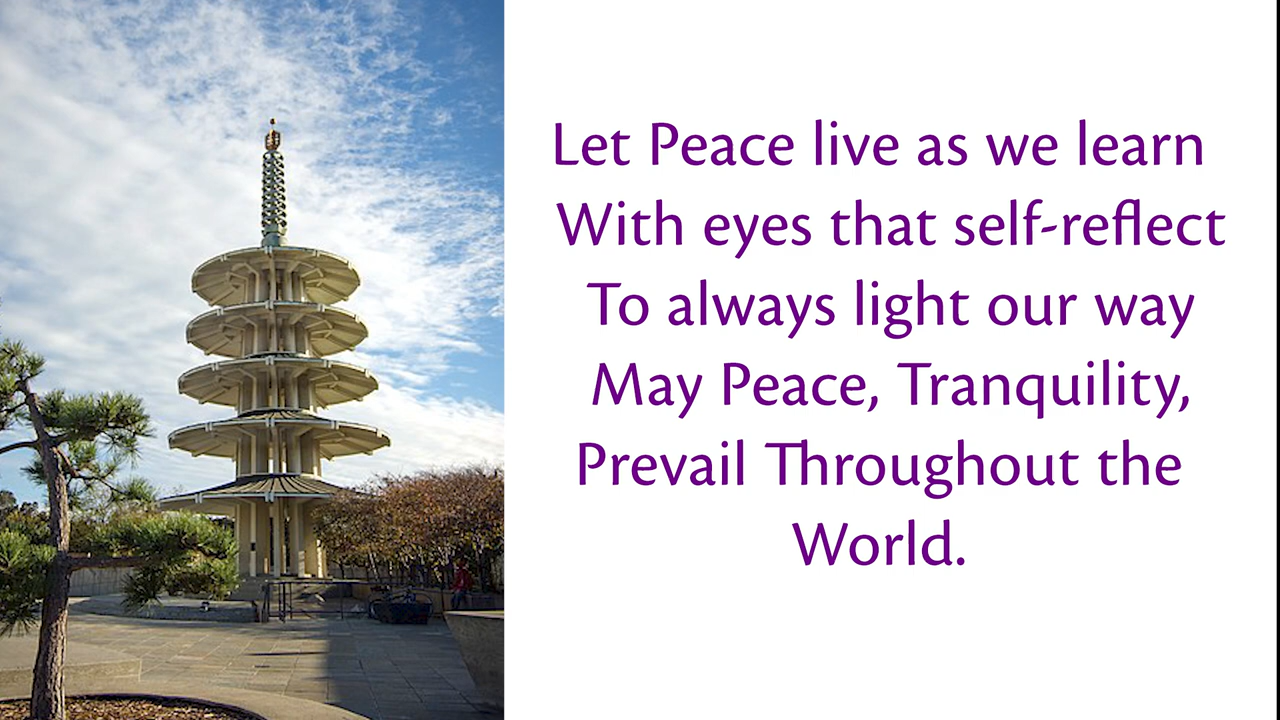 Let Peace live as we learn
With eyes that self-reflect
To always light our way
May Peace, Tranquility,
Prevail Throughout the
World.